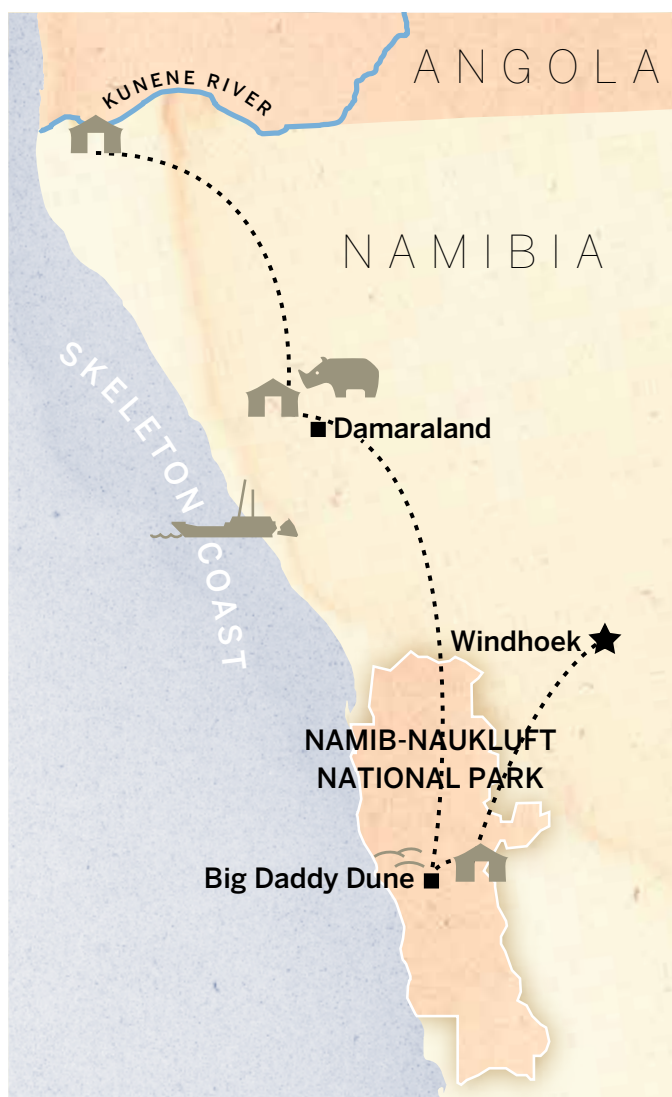 ANGOLA
KUNENE RIVER
NAMIBIA
SKELETON COAST
Damaraland
Windhoek
NAMIB-NAUKLUFT
NATIONAL PARK
Big Daddy Dune